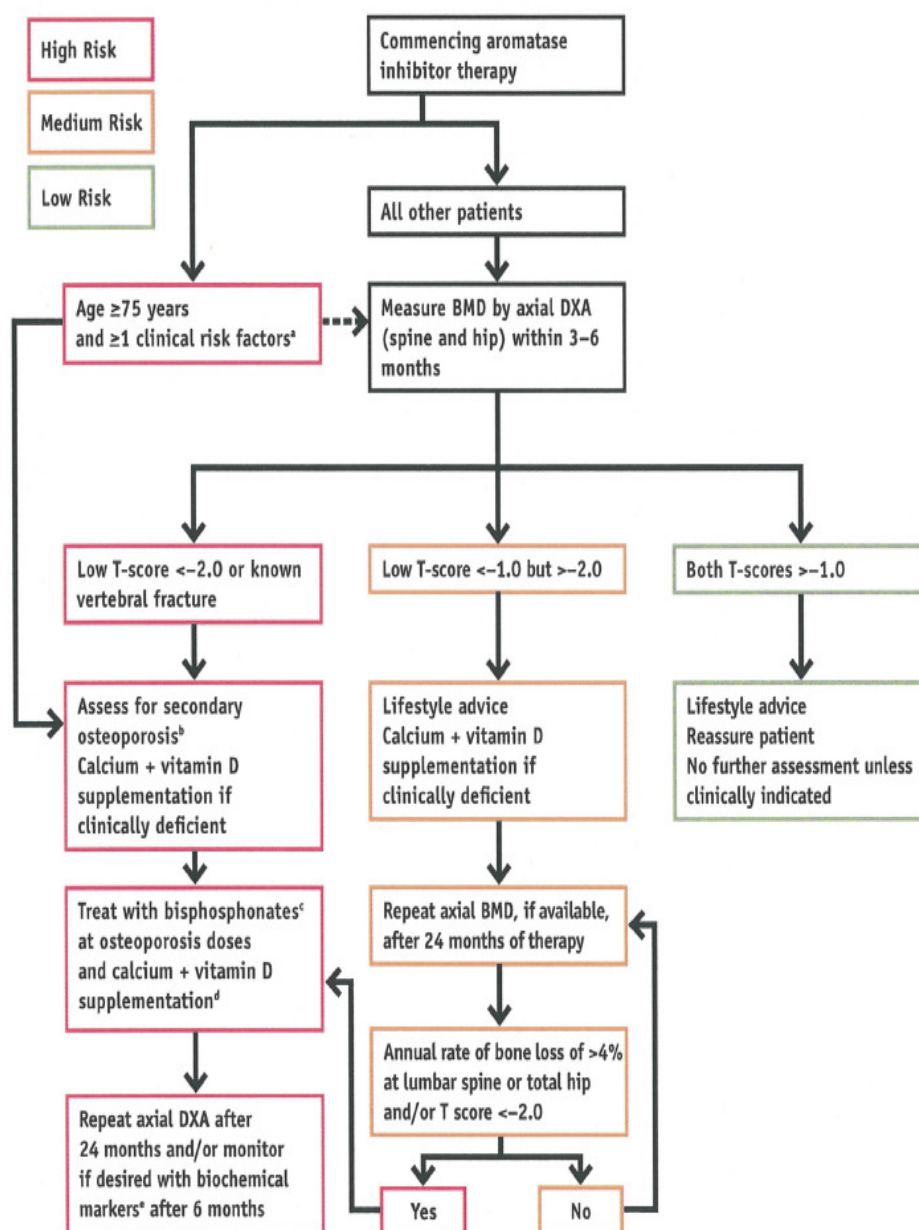 High Risk
Medium Risk
Low Risk
Commencing aromatase
inhibitor therapy
All other patients
Age ≥75 years
and ≥1 clinical risk factorsᵃ
Measure BMD by axial DXA
(spine and hip) within 3–6
months
Low T-score <–2.0 or known
vertebral fracture
Low T-score <–1.0 but >–2.0
Both T-scores >–1.0
Assess for secondary
osteoporosisᵇ
Calcium + vitamin D
supplementation if
clinically deficient
Lifestyle advice
Calcium + vitamin D
supplementation if
clinically deficient
Lifestyle advice
Reassure patient
No further assessment unless
clinically indicated
Treat with bisphosphonatesᶜ
at osteoporosis doses
and calcium + vitamin D
supplementationᵈ
Repeat axial BMD, if available,
after 24 months of therapy
Annual rate of bone loss of >4%
at lumbar spine or total hip
and/or T score <–2.0
Repeat axial DXA after
24 months and/or monitor
if desired with biochemical
markersᵉ after 6 months
Yes
No